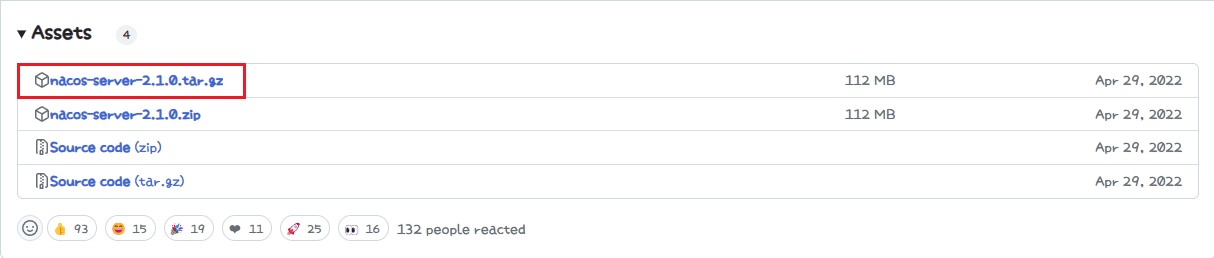 Assets 4
nacos-server-2.1.0.tar.gz 112 MB Apr 29, 2022
nacos-server-2.1.0.zip 112 MB Apr 29, 2022
Source code (zip) Apr 29, 2022
Source code (tar.gz) Apr 29, 2022
93 15 19 11 25 16 132 people reacted